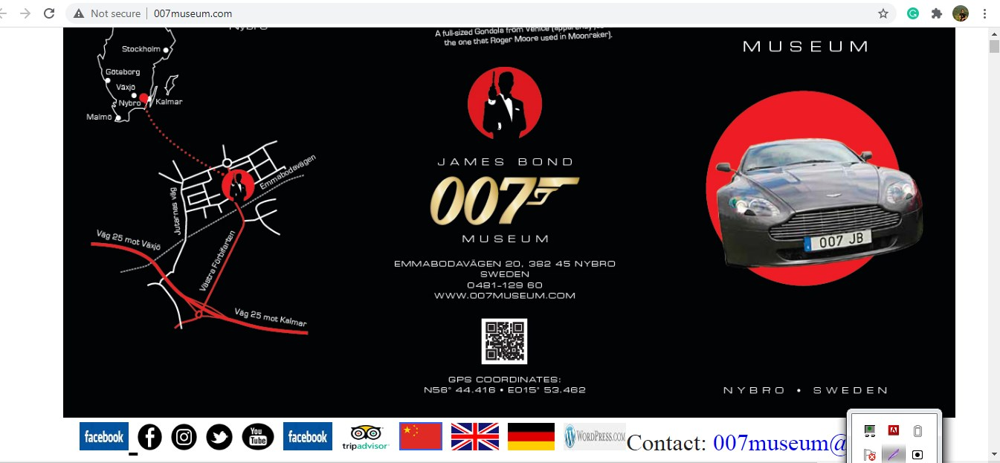 Not secure
007museum.com
Nybro
Stockholm
Göteborg
Växjö
Nybro
Kalmar
Malmö
Emmabodavägen
Jutarnas väg
Väg 25 mot Växjö
Västra Förbifarten
Väg 25 mot Kalmar
A full-sized Gondola from Venice (apparently
the one that Roger Moore used in Moonraker).
JAMES BOND
007
MUSEUM
EMMABODAVÄGEN 20, 382 45 NYBRO
SWEDEN
0481-129 60
WWW.007MUSEUM.COM
GPS COORDINATES:
N56° 44.416 • E015° 53.462
MUSEUM
007 JB
NYBRO • SWEDEN
facebook
You
Tube
facebook
tripadvisor
WORDPRESS.COM
Contact: 007museum@